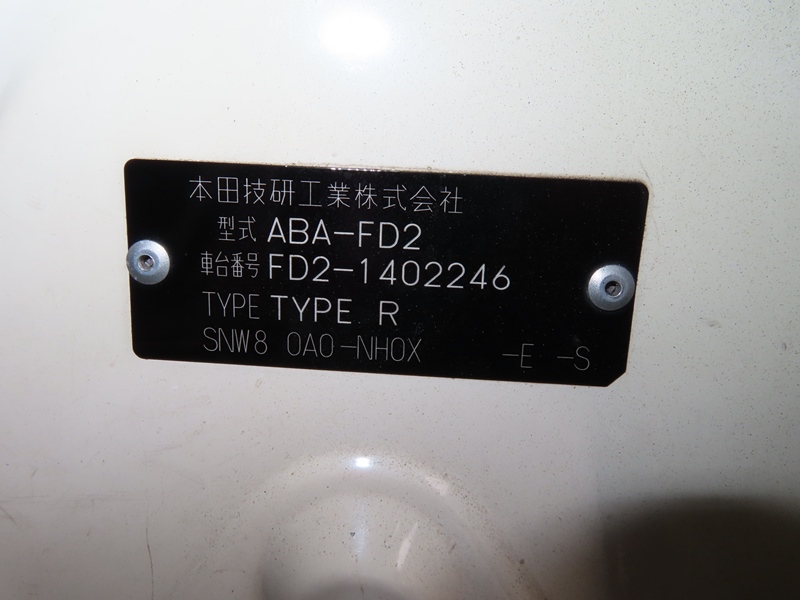 本田技研工業株式会社
型式 ABA-FD2
車台番号 FD2-1402246
TYPE TYPE R
SNW8 0A0-NH0X -E -S